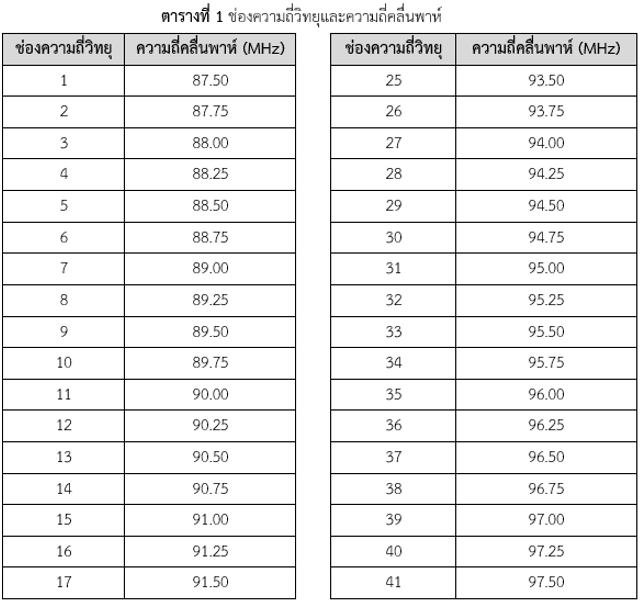 ตารางที่ 1 ช่องความถี่วิทยุและความถี่คลื่นพาห์
ช่องความถี่วิทยุ ความถี่คลื่นพาห์ (MHz) ช่องความถี่วิทยุ ความถี่คลื่นพาห์ (MHz)
1 87.50 25 93.50
2 87.75 26 93.75
3 88.00 27 94.00
4 88.25 28 94.25
5 88.50 29 94.50
6 88.75 30 94.75
7 89.00 31 95.00
8 89.25 32 95.25
9 89.50 33 95.50
10 89.75 34 95.75
11 90.00 35 96.00
12 90.25 36 96.25
13 90.50 37 96.50
14 90.75 38 96.75
15 91.00 39 97.00
16 91.25 40 97.25
17 91.50 41 97.50